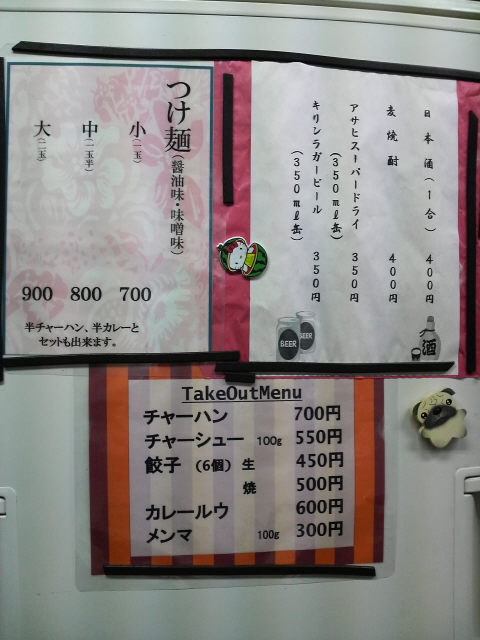 つけ麺（醤油味・味噌味）
小（一玉） 700
中（一玉半） 800
大（二玉） 900
半チャーハン、半カレーと
セットも出来ます。
日本酒（１合） 400円
麦焼酎 400円
アサヒスーパードライ
（350ml缶） 350円
キリンラガービール
（350ml缶） 350円
BEER
BEER
酒
TakeOutMenu
チャーハン 700円
チャーシュー 100g 550円
餃子（6個）生 450円
焼 500円
カレールウ 600円
メンマ 100g 300円